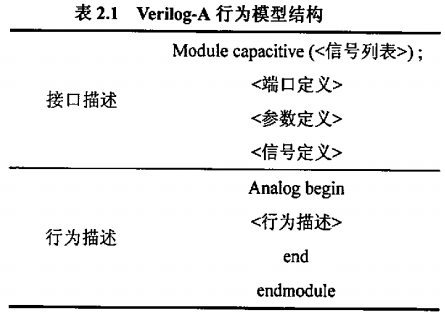 表 2.1 Verilog-A 行为模型结构
Module capacitive (<信号列表>) ;
<端口定义>
接口描述
<参数定义>
<信号定义>
Analog begin
<行为描述>
行为描述
end
endmodule